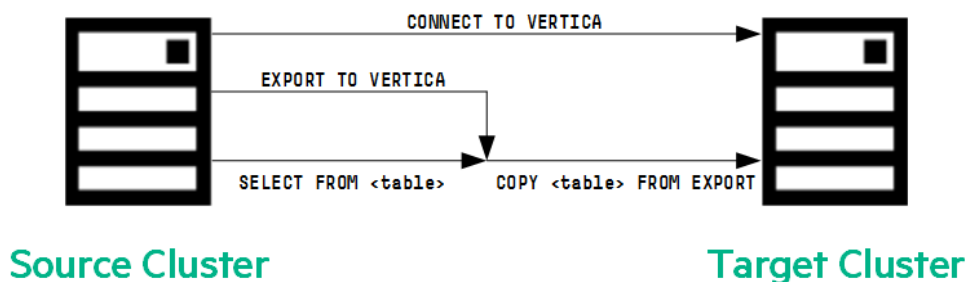 CONNECT TO VERTICA
EXPORT TO VERTICA
SELECT FROM <table> COPY <table> FROM EXPORT
Source Cluster Target Cluster